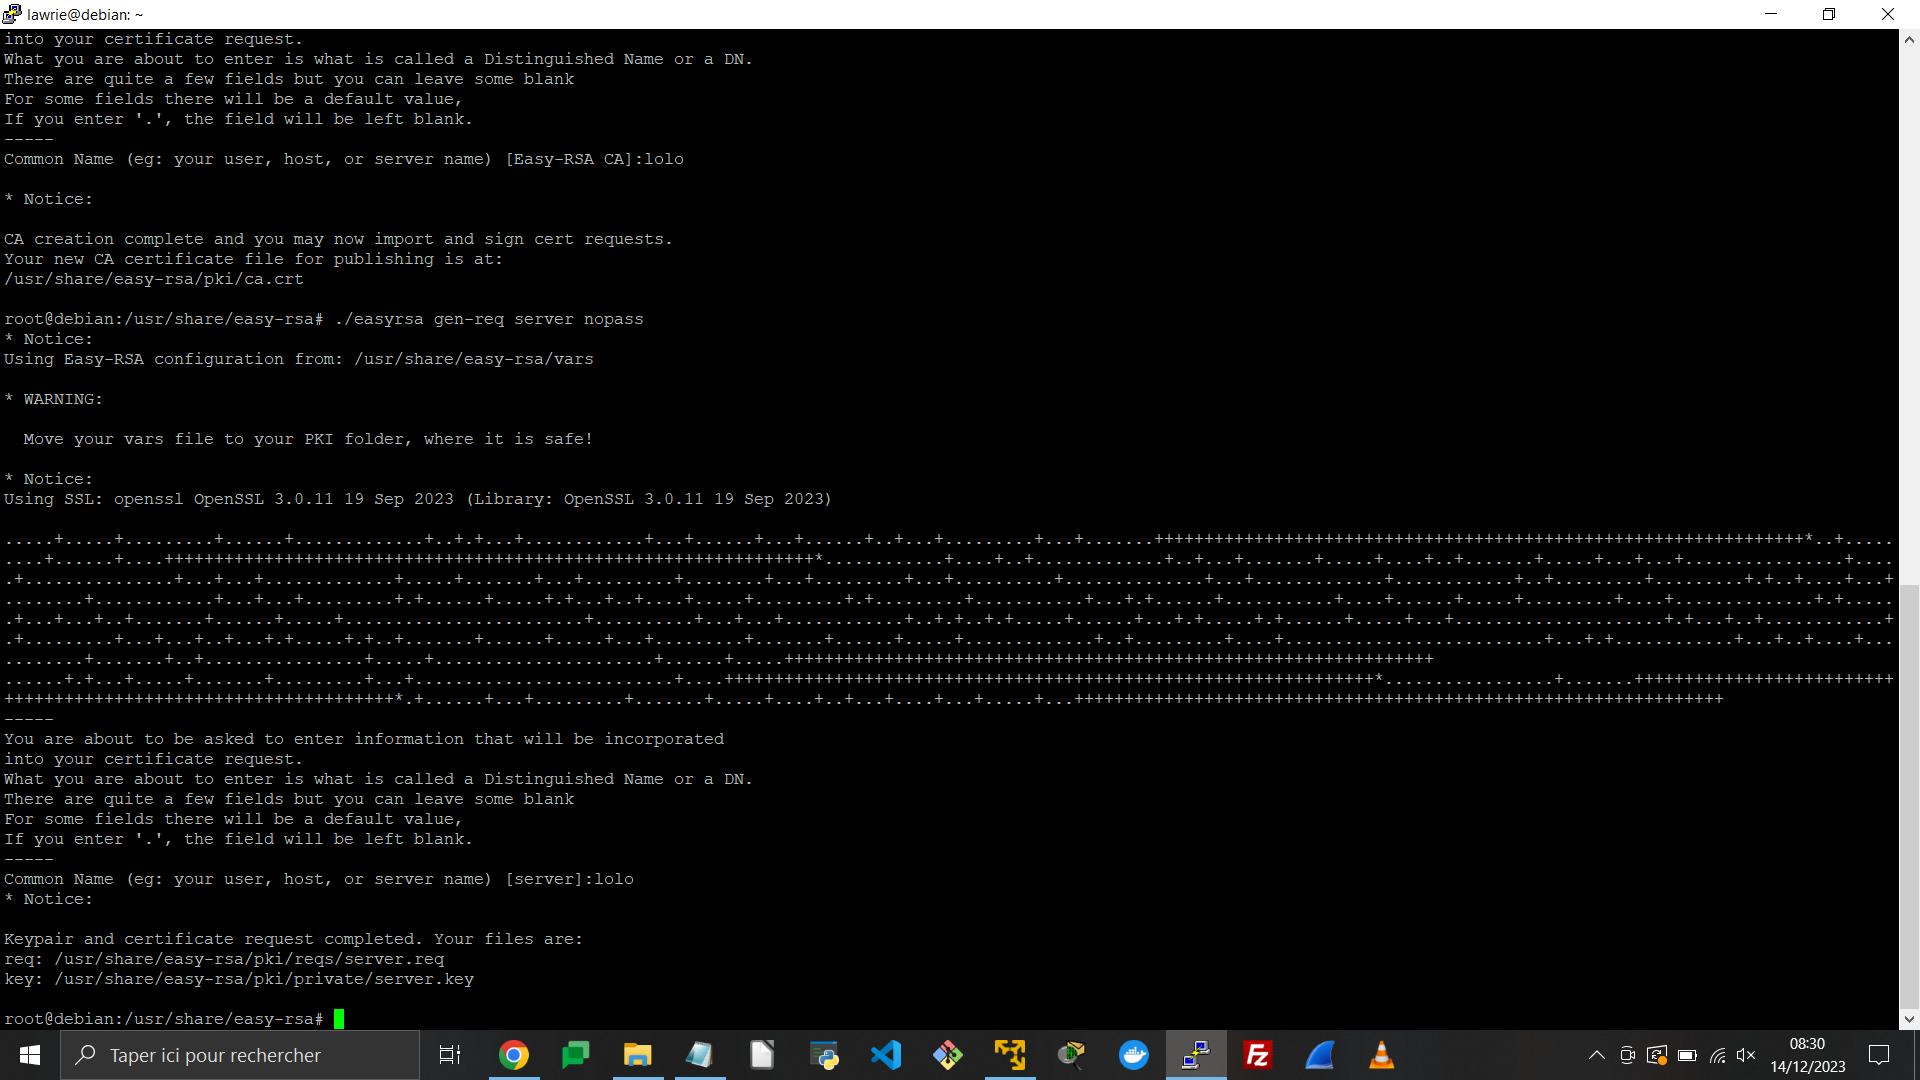 lawrie@debian: ~
into your certificate request.
What you are about to enter is what is called a Distinguished Name or a DN.
There are quite a few fields but you can leave some blank
For some fields there will be a default value,
If you enter '.', the field will be left blank.
-----
Common Name (eg: your user, host, or server name) [Easy-RSA CA]:lolo
* Notice:
CA creation complete and you may now import and sign cert requests.
Your new CA certificate file for publishing is at:
/usr/share/easy-rsa/pki/ca.crt
root@debian:/usr/share/easy-rsa# ./easyrsa gen-req server nopass
* Notice:
Using Easy-RSA configuration from: /usr/share/easy-rsa/vars
* WARNING:
Move your vars file to your PKI folder, where it is safe!
* Notice:
Using SSL: openssl OpenSSL 3.0.11 19 Sep 2023 (Library: OpenSSL 3.0.11 19 Sep 2023)
-----
You are about to be asked to enter information that will be incorporated
into your certificate request.
What you are about to enter is what is called a Distinguished Name or a DN.
There are quite a few fields but you can leave some blank
For some fields there will be a default value,
If you enter '.', the field will be left blank.
-----
Common Name (eg: your user, host, or server name) [server]:lolo
* Notice:
Keypair and certificate request completed. Your files are:
req: /usr/share/easy-rsa/pki/reqs/server.req
key: /usr/share/easy-rsa/pki/private/server.key
root@debian:/usr/share/easy-rsa#
Taper ici pour rechercher
Fz
08:30
14/12/2023